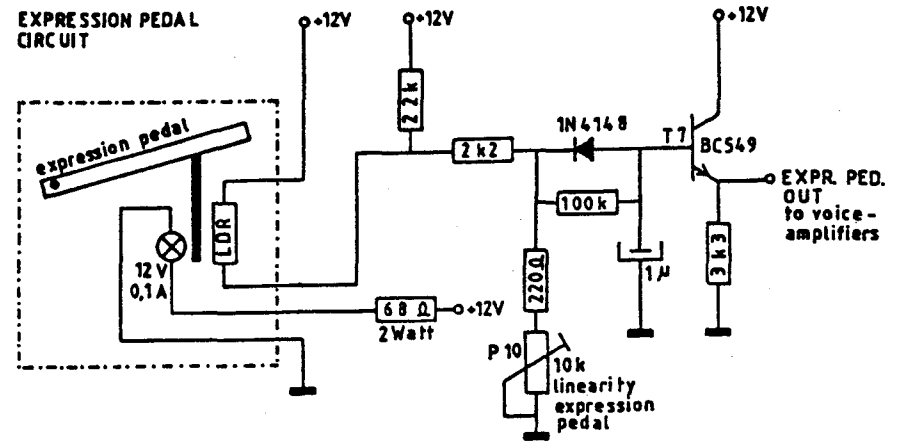 EXPRESSION PEDAL
CIRCUIT
+12V
+12V
+12V
22k
expression pedal
2k2
1N4148
T7
BC549
LDR
100k
EXPR. PED.
OUT
to voice-
amplifiers
12V
0,1A
220Ω
1µ
3k3
68 Ω
+12V
2Watt
P10
10k
linearity
expression
pedal